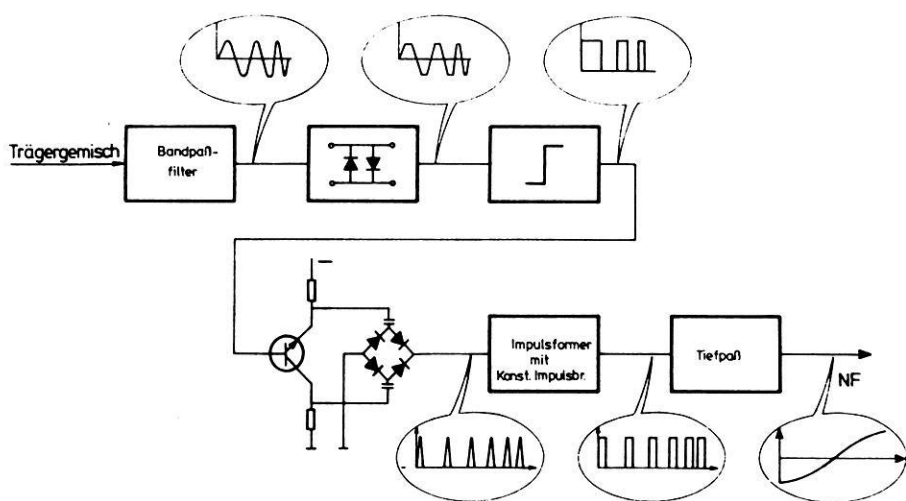 Trägergemisch
Bandpaß-
filter
Impulsformer
mit
Konst. Impulsbr.
Tiefpaß
NF